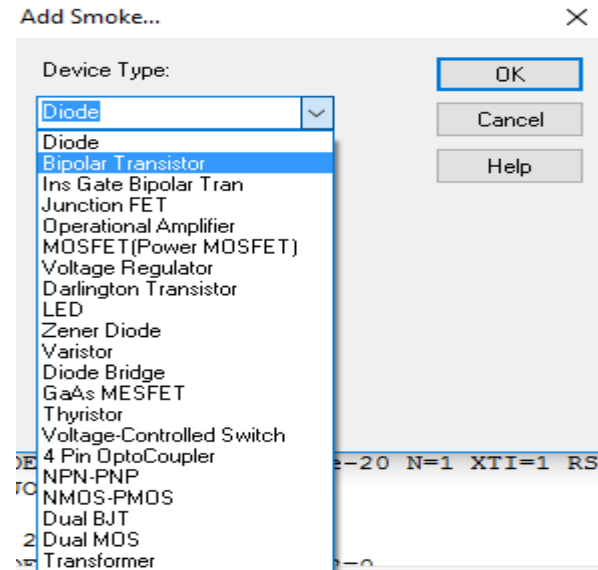 Add Smoke...
Device Type:
OK
Diode
Cancel
Help
Diode
Bipolar Transistor
Ins Gate Bipolar Tran
Junction FET
Operational Amplifier
MOSFET(Power MOSFET)
Voltage Regulator
Darlington Transistor
LED
Zener Diode
Varistor
Diode Bridge
GaAs MESFET
Thyristor
Voltage-Controlled Switch
4 Pin OptoCoupler
NPN-PNP
NMOS-PMOS
Dual BJT
Dual MOS
Transformer
-20 N=1 XTI=1 RS
2